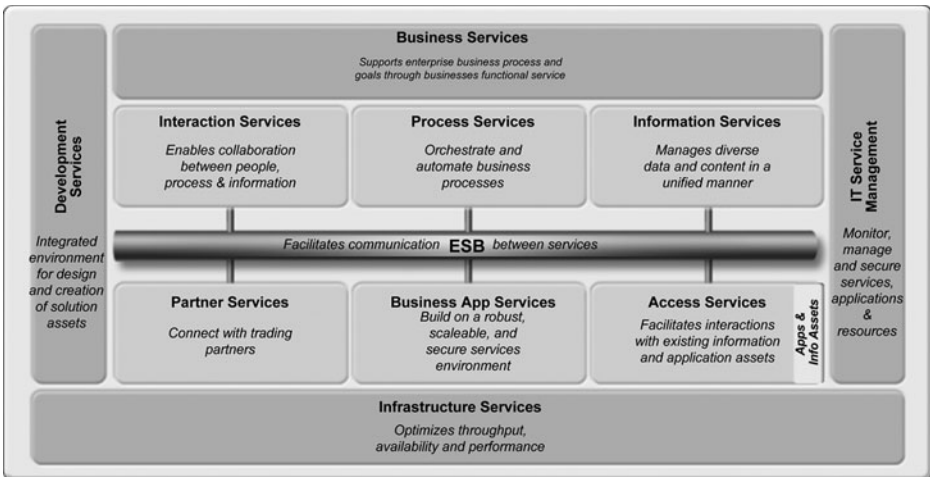 Business Services
Supports enterprise business process and
goals through businesses functional service
Development
Services
Integrated
environment
for design
and creation
of solution
assets
Interaction Services
Enables collaboration
between people,
process & information
Process Services
Orchestrate and
automate business
processes
Information Services
Manages diverse
data and content in a
unified manner
IT Service
Management
Monitor,
manage
and secure
services,
applications
&
resources
Facilitates communication ESB between services
Partner Services
Connect with trading
partners
Business App Services
Build on a robust,
scaleable, and
secure services
environment
Access Services
Facilitates interactions
with existing information
and application assets
Apps &
Info Assets
Infrastructure Services
Optimizes throughput,
availability and performance